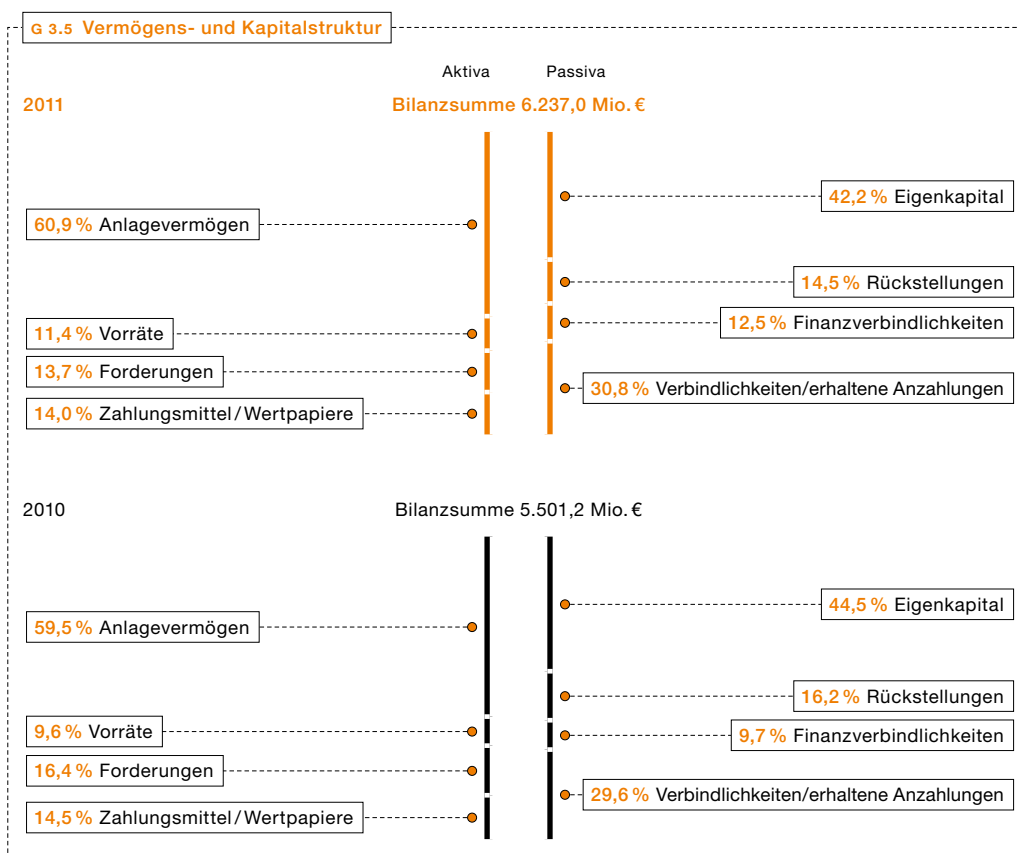 G 3.5 Vermögens- und Kapitalstruktur
Aktiva Passiva
2011 Bilanzsumme 6.237,0 Mio. €
42,2 % Eigenkapital
60,9 % Anlagevermögen
14,5 % Rückstellungen
12,5 % Finanzverbindlichkeiten
11,4 % Vorräte
13,7 % Forderungen
30,8 % Verbindlichkeiten/erhaltene Anzahlungen
14,0 % Zahlungsmittel/Wertpapiere
2010 Bilanzsumme 5.501,2 Mio. €
44,5 % Eigenkapital
59,5 % Anlagevermögen
16,2 % Rückstellungen
9,6 % Vorräte
9,7 % Finanzverbindlichkeiten
16,4 % Forderungen
29,6 % Verbindlichkeiten/erhaltene Anzahlungen
14,5 % Zahlungsmittel/Wertpapiere